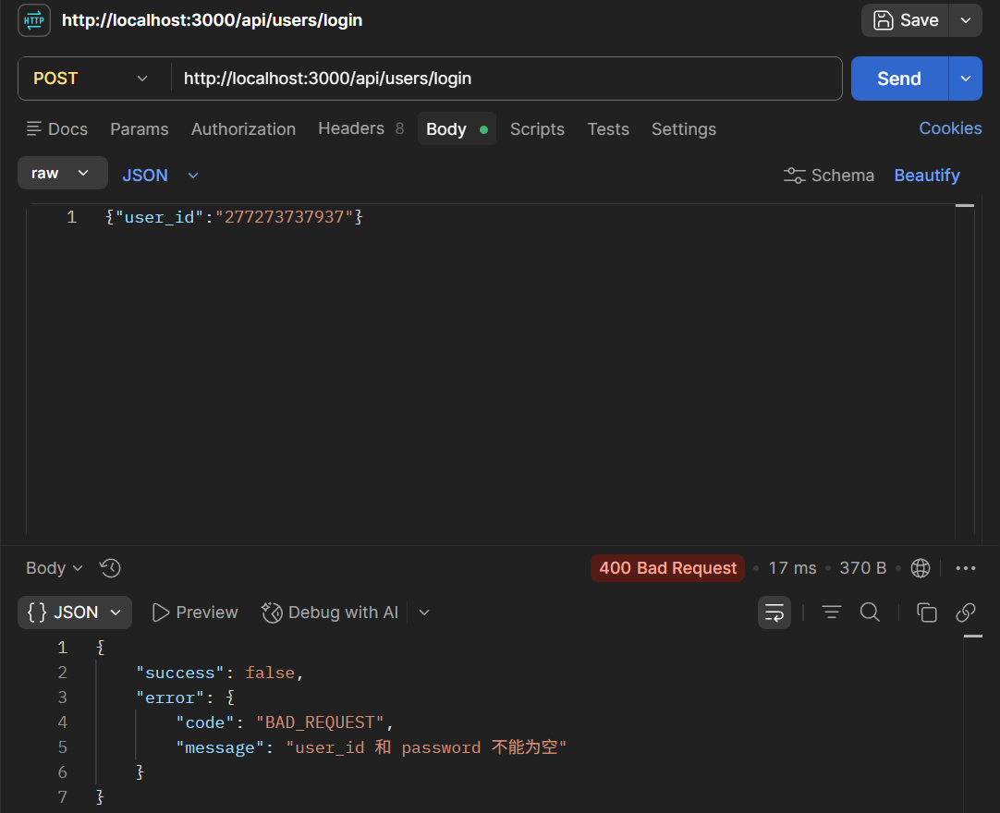 HTTP http://localhost:3000/api/users/login Save
POST http://localhost:3000/api/users/login Send
Docs Params Authorization Headers 8 Body Scripts Tests Settings Cookies
raw JSON Schema Beautify
1 {"user_id":"277273737937"}
Body 400 Bad Request • 17 ms • 370 B •
{} JSON Preview Debug with AI
1 {
2 "success": false,
3 "error": {
4 "code": "BAD_REQUEST",
5 "message": "user_id 和 password 不能为空"
6 }
7 }